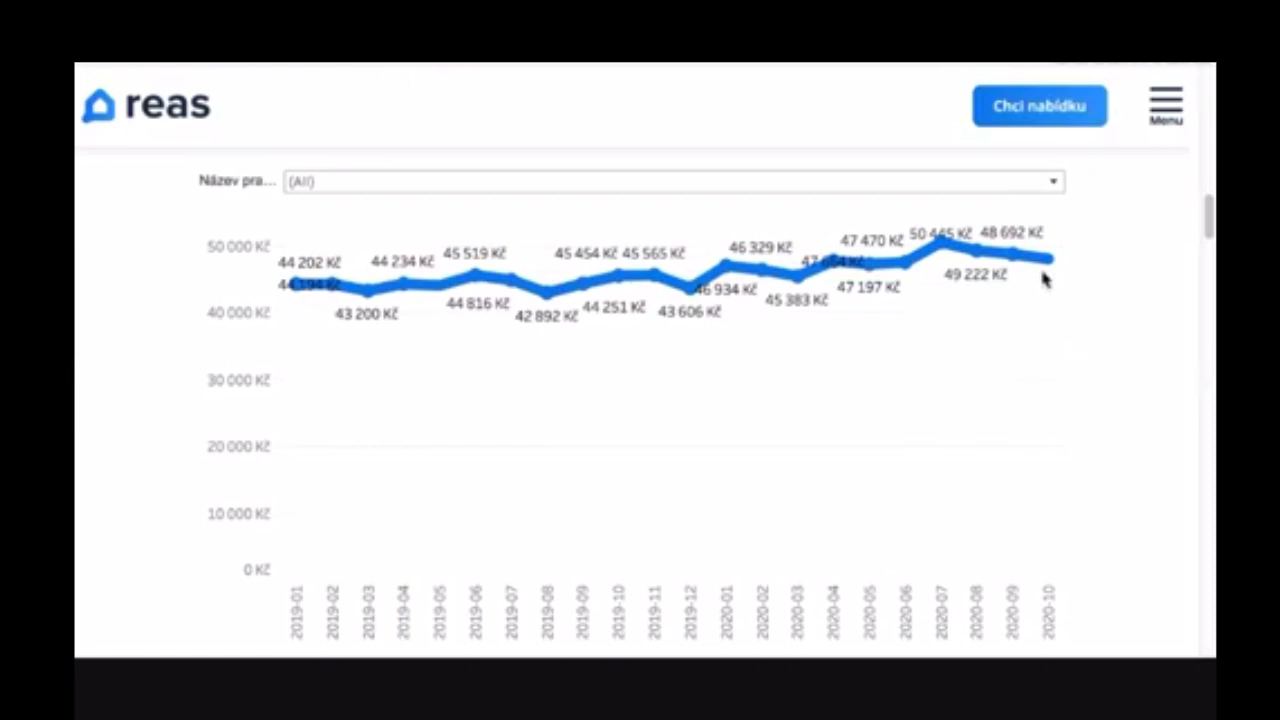 reas
Chci nabídku
Menu
Název pra...
(All)
50 000 Kč
40 000 Kč
30 000 Kč
20 000 Kč
10 000 Kč
0 Kč
44 202 Kč
44 194 Kč
43 200 Kč
44 234 Kč
45 519 Kč
44 816 Kč
42 892 Kč
45 454 Kč
44 251 Kč
45 565 Kč
43 606 Kč
46 934 Kč
46 329 Kč
45 383 Kč
47 470 Kč
47 197 Kč
50 445 Kč
49 222 Kč
48 692 Kč
2019-01
2019-02
2019-03
2019-04
2019-05
2019-06
2019-07
2019-08
2019-09
2019-10
2019-11
2019-12
2020-01
2020-02
2020-03
2020-04
2020-05
2020-06
2020-07
2020-08
2020-09
2020-10